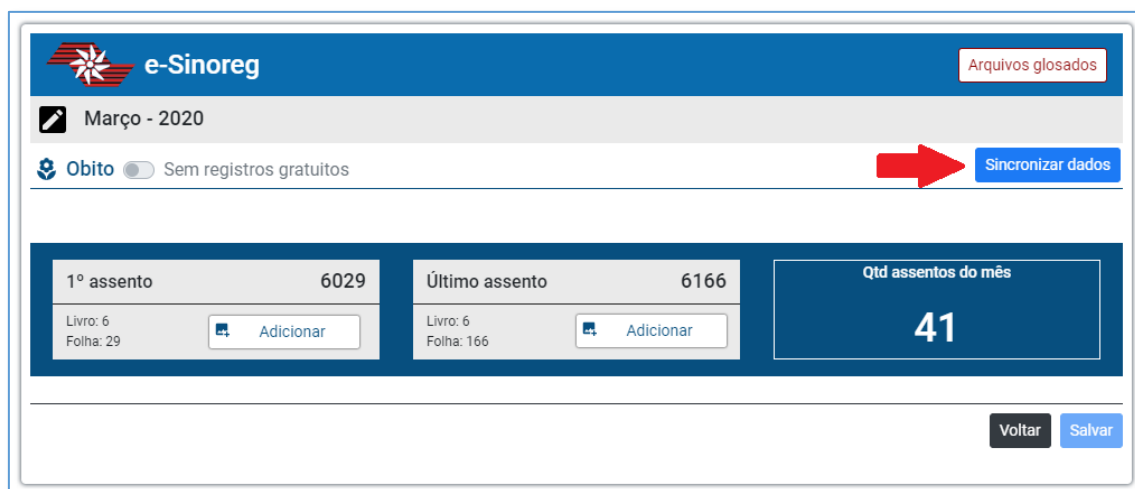 e-Sinoreg
Arquivos glosados
Março - 2020
Obito Sem registros gratuitos
Sincronizar dados
1º assento 6029
Livro: 6
Folha: 29
Adicionar
Último assento 6166
Livro: 6
Folha: 166
Adicionar
Qtd assentos do mês
41
Voltar
Salvar